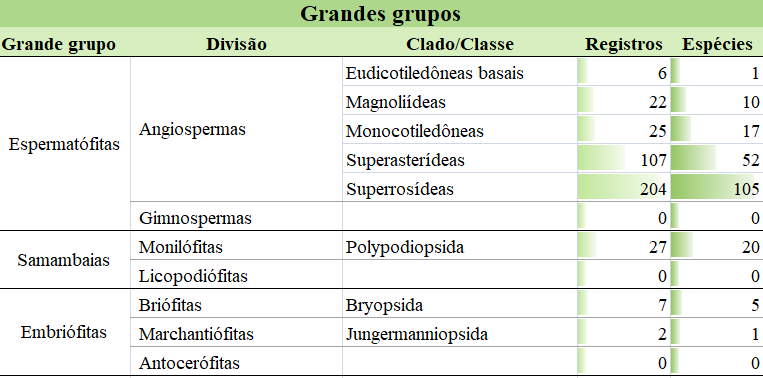 Grandes grupos
Grande grupo Divisão Clado/Classe Registros Espécies
Espermatófitas Angiospermas Eudicotiledôneas basais 6 1
Magnoliídeas 22 10
Monocotiledôneas 25 17
Superasterídeas 107 52
Superrosídeas 204 105
Gimnospermas 0 0
Samambaias Monilófitas Polypodiopsida 27 20
Licopodiófitas 0 0
Embriófitas Briófitas Bryopsida 7 5
Marchantiófitas Jungermanniopsida 2 1
Antocerófitas 0 0